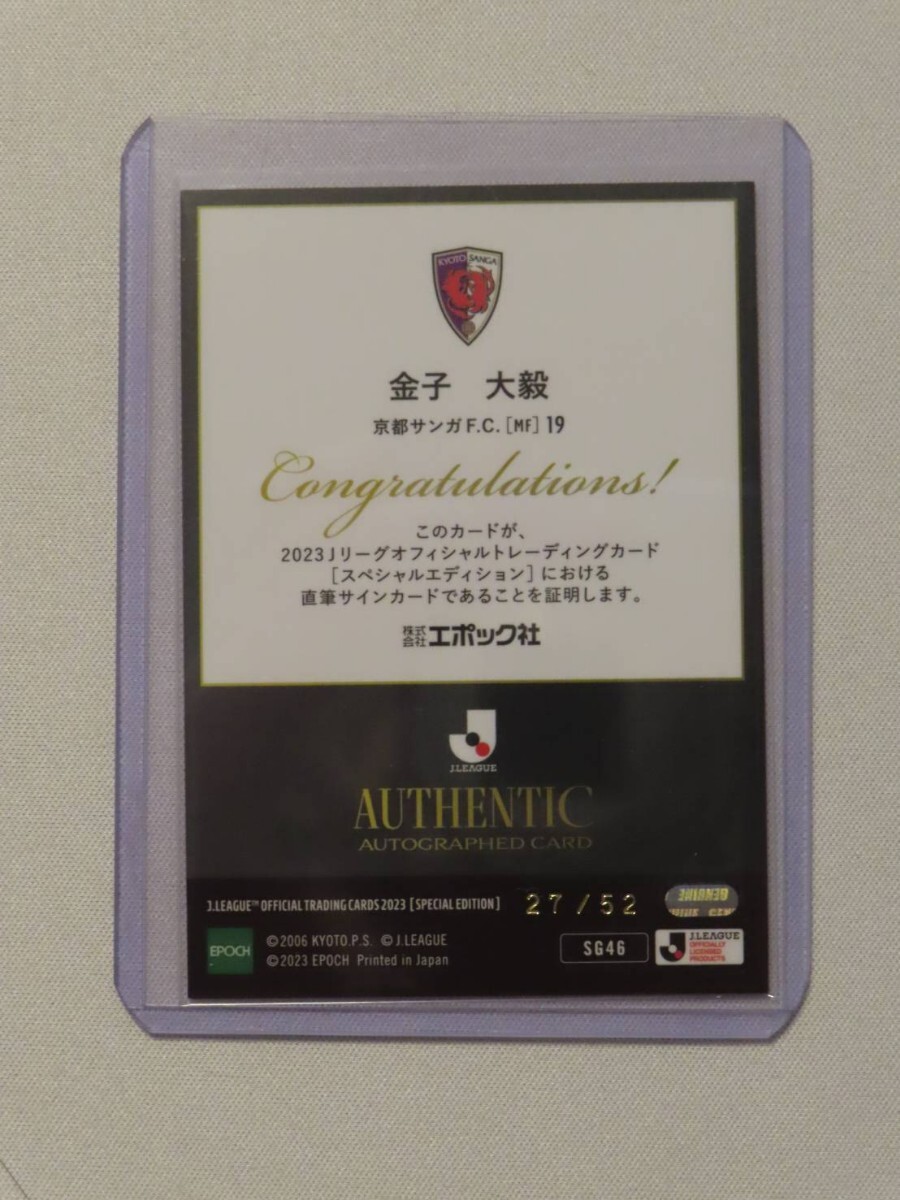 KYOTO SANGA
金子 大毅
京都サンガF.C. [MF] 19
Congratulations!
このカードが、
2023Jリーグオフィシャルトレーディングカード
[スペシャルエディション]における
直筆サインカードであることを証明します。
株式会社エポック社
J.LEAGUE
AUTHENTIC
AUTOGRAPHED CARD
J.LEAGUE™ OFFICIAL TRADING CARDS 2023 [SPECIAL EDITION]
27/52
GENUINE
EPOCH
©2006 KYOTO.P.S. ©J.LEAGUE
©2023 EPOCH Printed in Japan
SG46
J.LEAGUE
OFFICIALLY
LICENSED
PRODUCTS